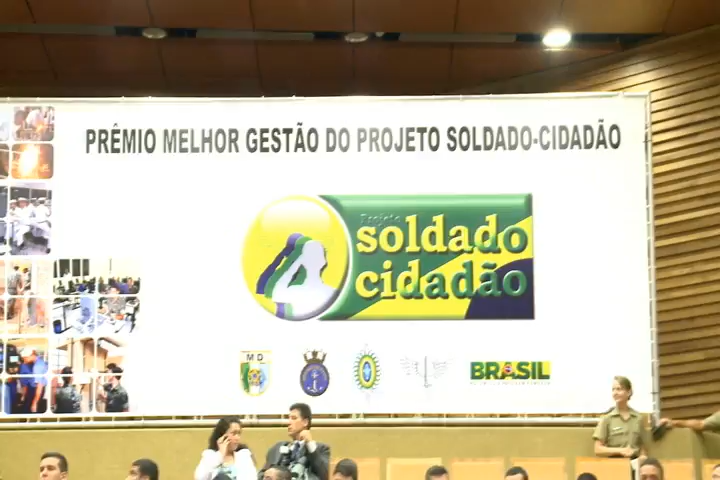 PRÊMIO MELHOR GESTÃO DO PROJETO SOLDADO-CIDADÃO
Projeto
soldado
cidadão
MD
BRASIL